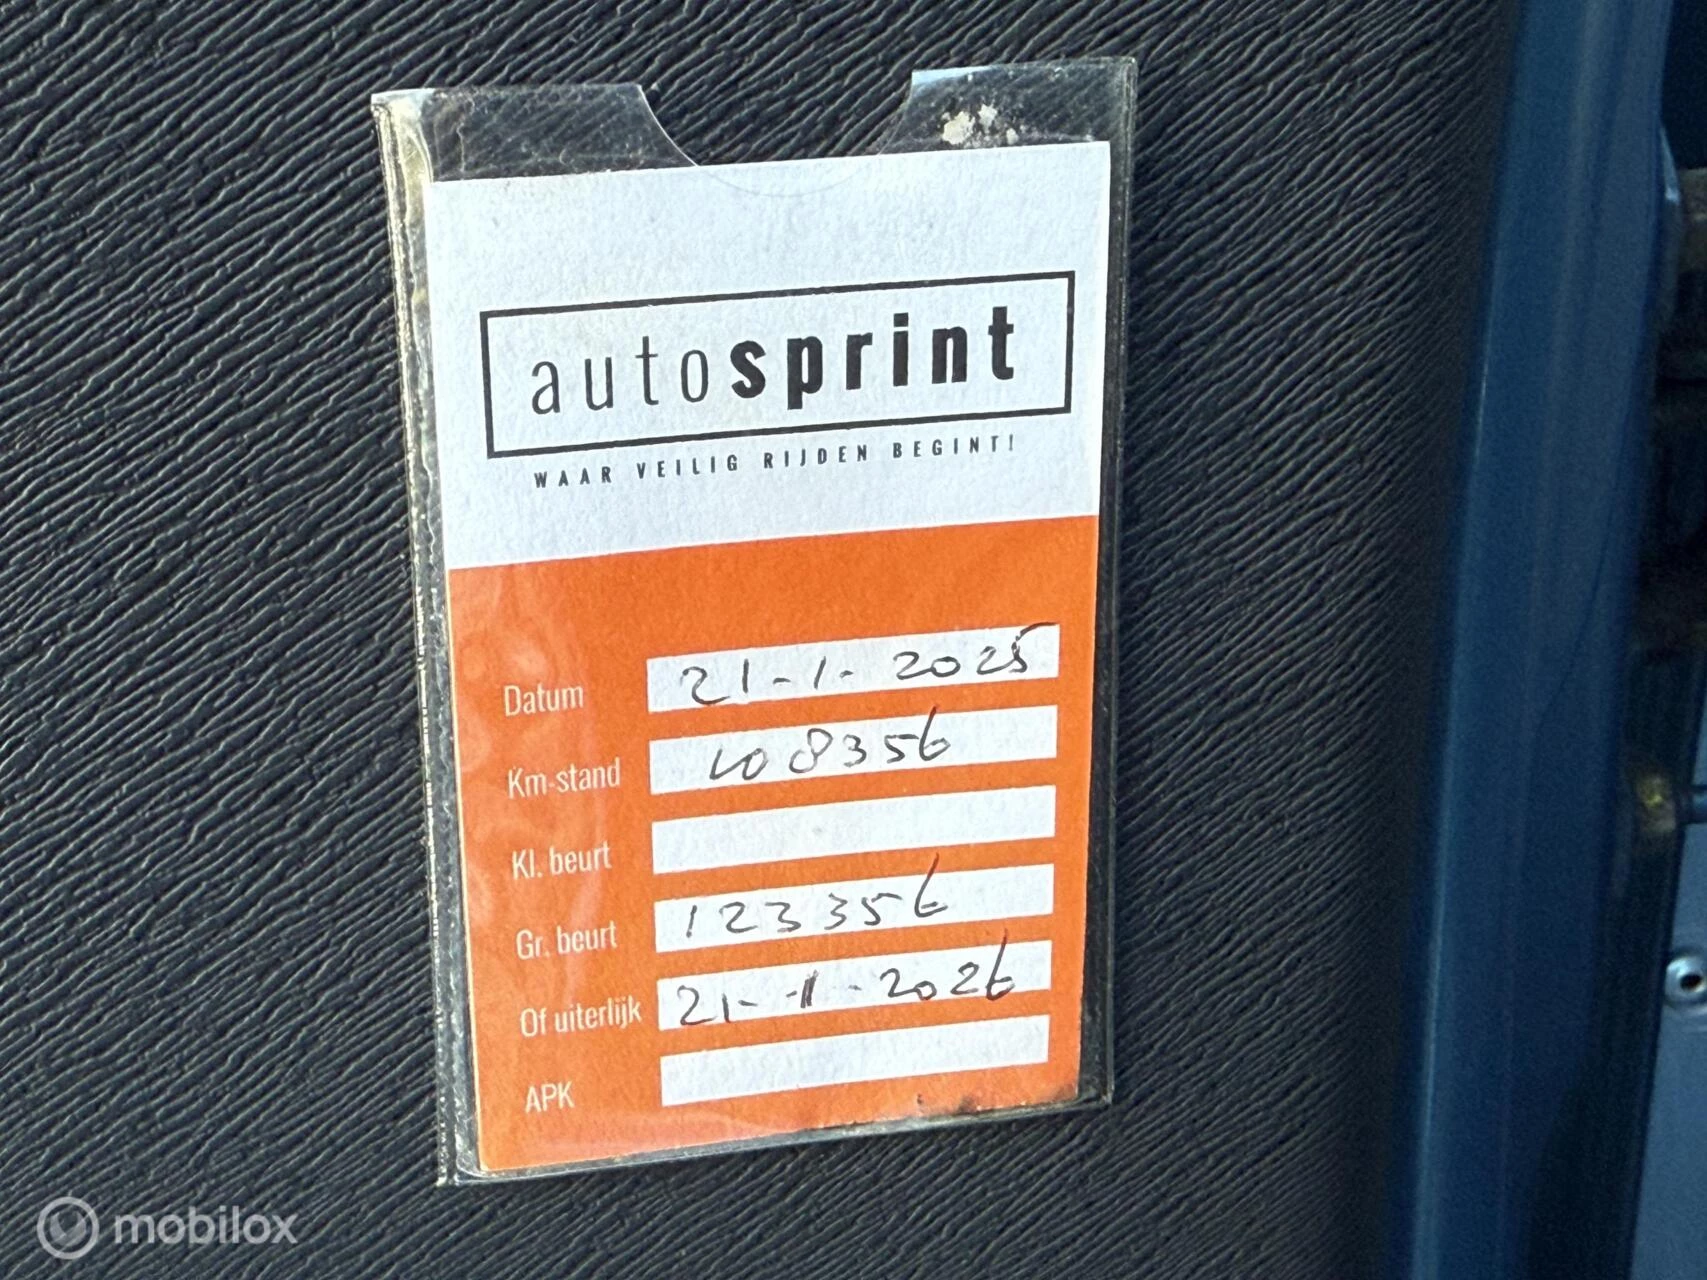 autosprint
WAAR VEILIG RIJDEN BEGINT!
Datum 21-1-2025
Km-stand 108356
Kl. beurt
Gr. beurt 123356
Of uiterlijk 21-1-2026
APK
mobilox